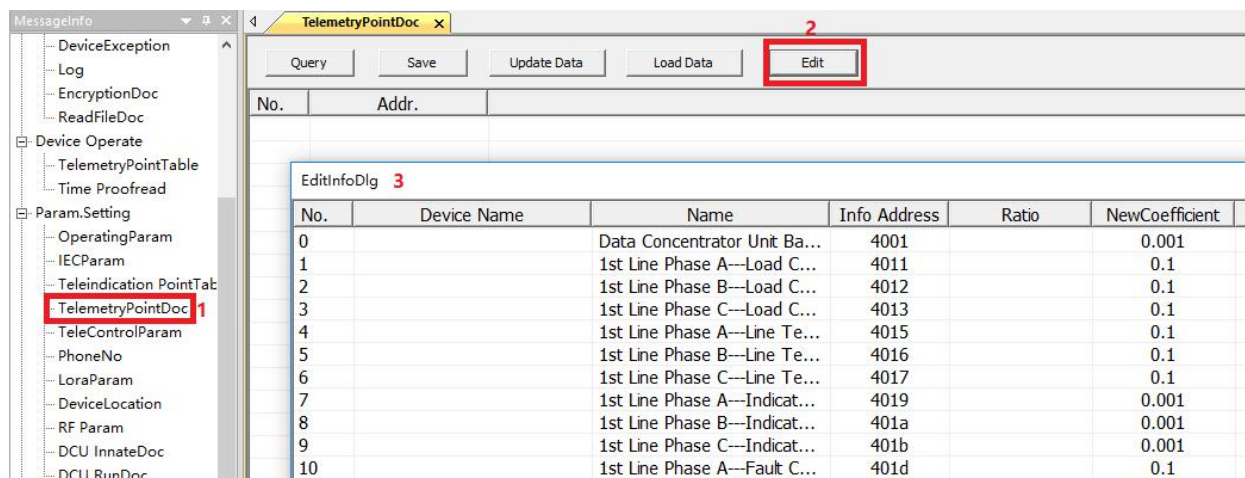 MessageInfo
DeviceException
Log
EncryptionDoc
ReadFileDoc
Device Operate
TelemetryPointTable
Time Proofread
Param.Setting
OperatingParam
IECParam
Teleindication PointTab
TelemetryPointDoc 1
TeleControlParam
PhoneNo
LoraParam
DeviceLocation
RF Param
DCU InnateDoc
DCU RunDoc
TelemetryPointDoc x
2
Query Save Update Data Load Data Edit
No. Addr.
EditInfoDlg 3
No. Device Name Name Info Address Ratio NewCoefficient
0 Data Concentrator Unit Ba... 4001 0.001
1 1st Line Phase A---Load C... 4011 0.1
2 1st Line Phase B---Load C... 4012 0.1
3 1st Line Phase C---Load C... 4013 0.1
4 1st Line Phase A---Line Te... 4015 0.1
5 1st Line Phase B---Line Te... 4016 0.1
6 1st Line Phase C---Line Te... 4017 0.1
7 1st Line Phase A---Indicat... 4019 0.001
8 1st Line Phase B---Indicat... 401a 0.001
9 1st Line Phase C---Indicat... 401b 0.001
10 1st Line Phase A---Fault C... 401d 0.1